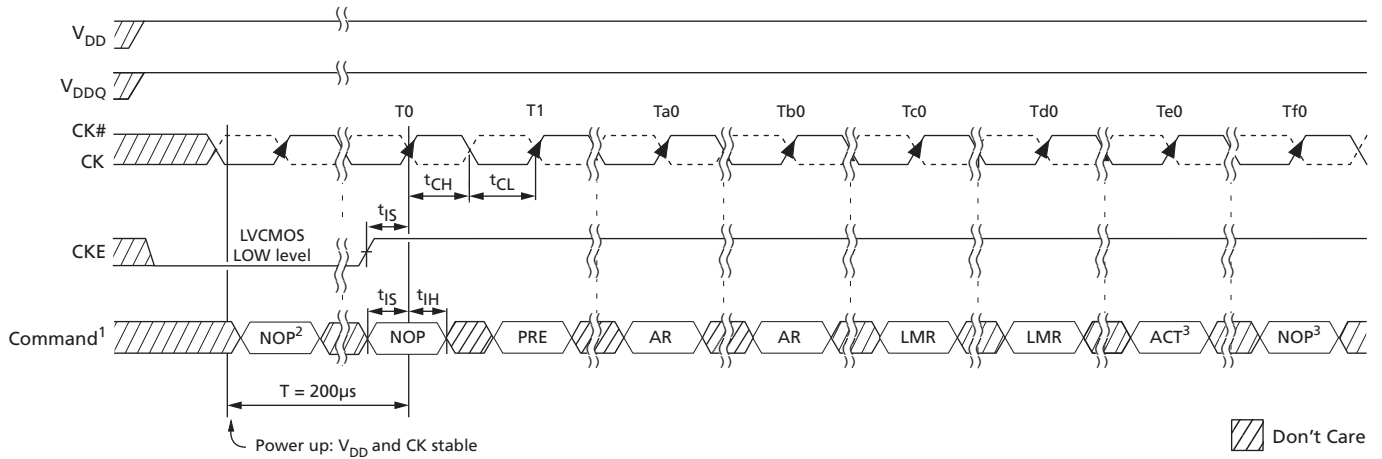 VDD
VDDQ
T0 T1 Ta0 Tb0 Tc0 Td0 Te0 Tf0
CK#
CK
tCH tCL
tIS
CKE
LVCMOS
LOW level
tIS tIH
Command¹ NOP² NOP PRE AR AR LMR LMR ACT³ NOP³
T = 200µs
Power up: VDD and CK stable
Don't Care